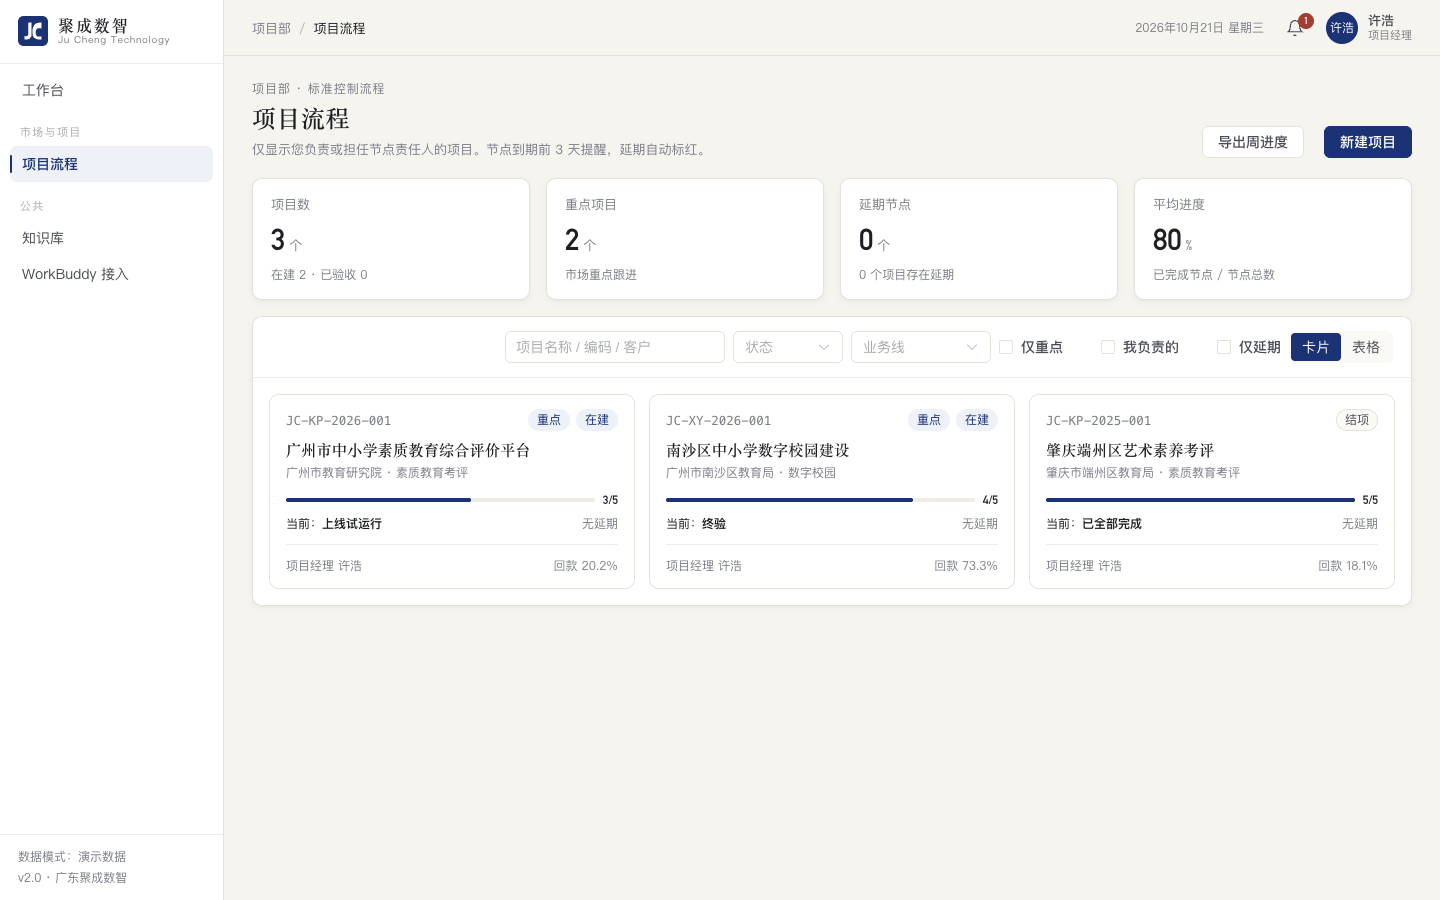 JC 聚成数智
Ju Cheng Technology
工作台
市场与项目
项目流程
公共
知识库
WorkBuddy 接入
数据模式：演示数据
v2.0 · 广东聚成数智
项目部 / 项目流程
2026年10月21日 星期三
1
许浩
许浩
项目经理
项目部 · 标准控制流程
项目流程
仅显示您负责或担任节点责任人的项目。节点到期前 3 天提醒，延期自动标红。
导出周进度
新建项目
项目数
3 个
在建 2 · 已验收 0
重点项目
2 个
市场重点跟进
延期节点
0 个
0 个项目存在延期
平均进度
80 %
已完成节点 / 节点总数
项目名称 / 编码 / 客户
状态
业务线
仅重点
我负责的
仅延期
卡片
表格
JC-KP-2026-001 重点 在建
广州市中小学素质教育综合评价平台
广州市教育研究院 · 素质教育考评
3/5
当前：上线试运行 无延期
项目经理 许浩 回款 20.2%
JC-XY-2026-001 重点 在建
南沙区中小学数字校园建设
广州市南沙区教育局 · 数字校园
4/5
当前：终验 无延期
项目经理 许浩 回款 73.3%
JC-KP-2025-001 结项
肇庆端州区艺术素养考评
肇庆市端州区教育局 · 素质教育考评
5/5
当前：已全部完成 无延期
项目经理 许浩 回款 18.1%